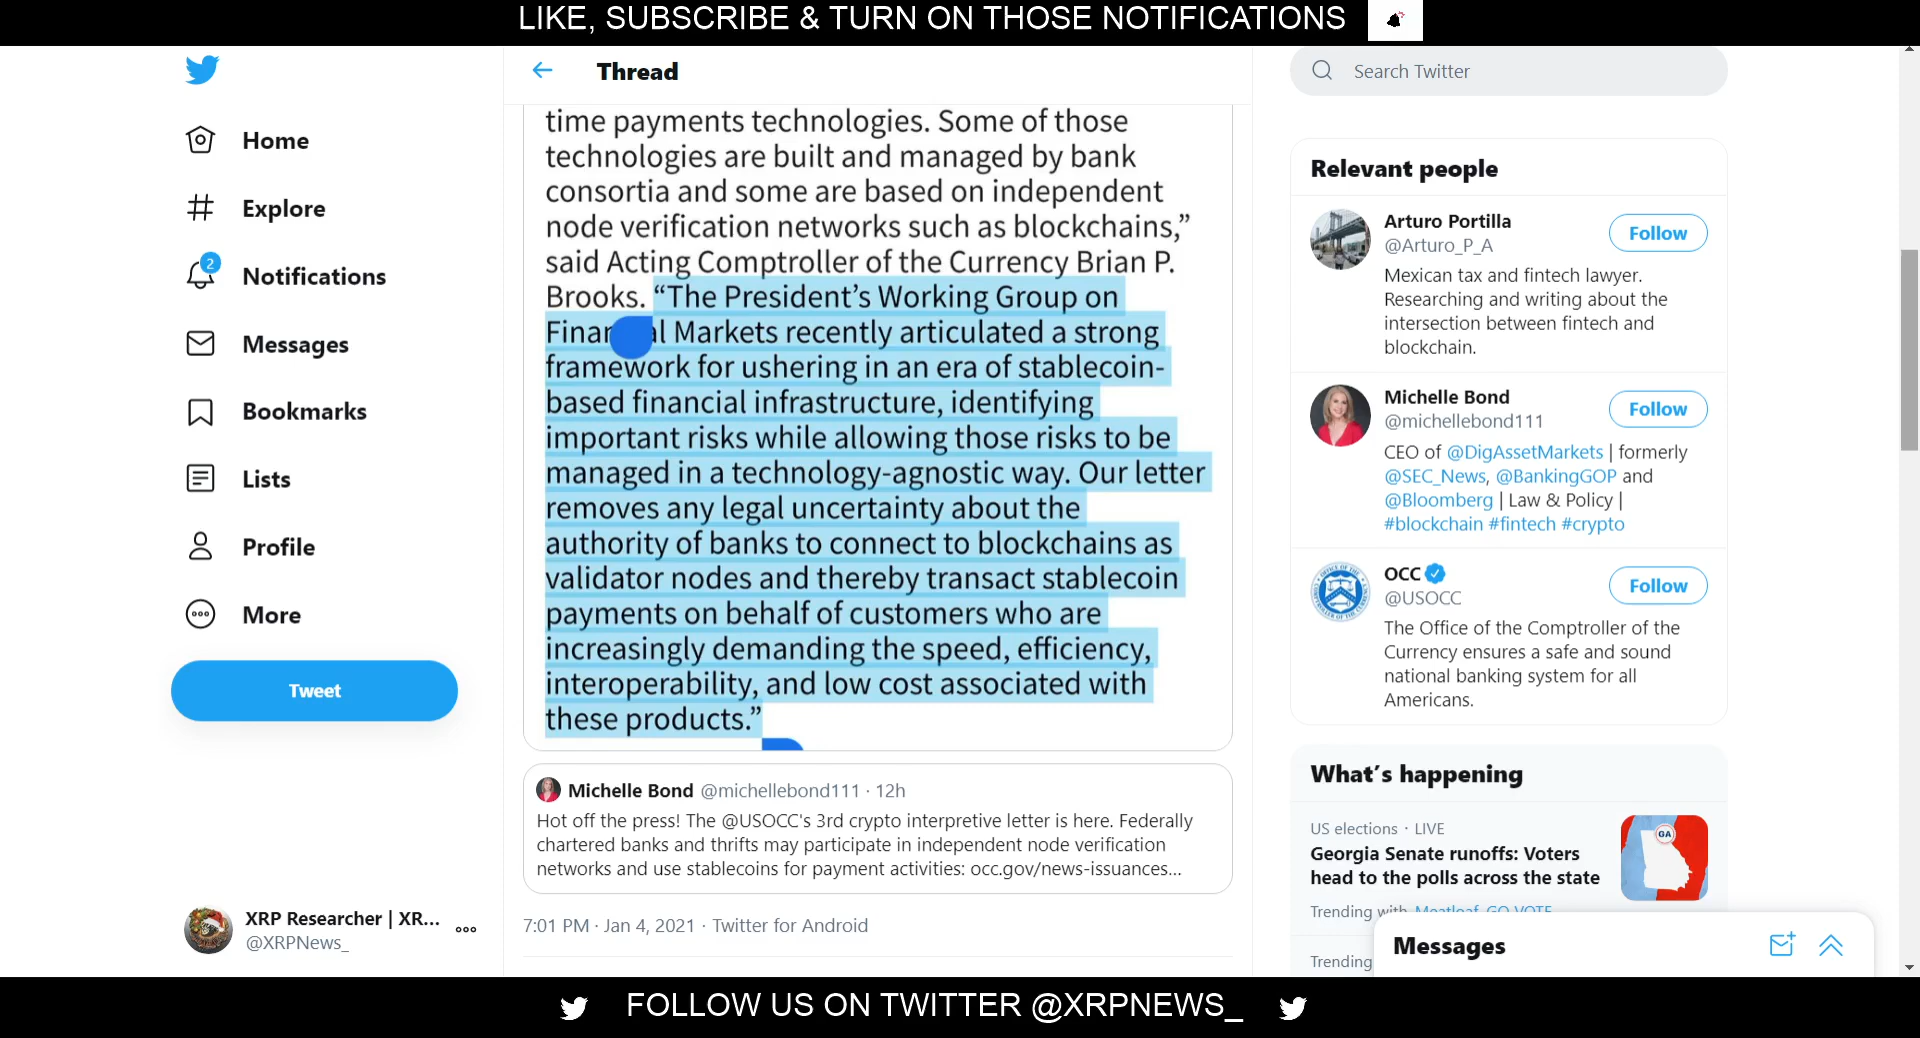 LIKE, SUBSCRIBE & TURN ON THOSE NOTIFICATIONS
Home
Explore
2
Notifications
Messages
Bookmarks
Lists
Profile
More
Tweet
XRP Researcher | XR...
@XRPNews_
Thread
time payments technologies. Some of those
technologies are built and managed by bank
consortia and some are based on independent
node verification networks such as blockchains,”
said Acting Comptroller of the Currency Brian P.
Brooks. “The President’s Working Group on
Markets recently articulated a strong
framework for ushering in an era of stablecoin-
based financial infrastructure, identifying
important risks while allowing those risks to be
managed in a technology-agnostic way. Our letter
removes any legal uncertainty about the
authority of banks to connect to blockchains as
validator nodes and thereby transact stablecoin
payments on behalf of customers who are
increasingly demanding the speed, efficiency,
interoperability, and low cost associated with
these products.”
Michelle Bond @michellebond111 · 12h
Hot off the press! The @USOCC's 3rd crypto interpretive letter is here. Federally
chartered banks and thrifts may participate in independent node verification
networks and use stablecoins for payment activities: occ.gov/news-issuances...
7:01 PM · Jan 4, 2021 · Twitter for Android
Search Twitter
Relevant people
Arturo Portilla
@Arturo_P_A
Follow
Mexican tax and fintech lawyer.
Researching and writing about the
intersection between fintech and
blockchain.
Michelle Bond
@michellebond111
Follow
CEO of @DigAssetMarkets | formerly
@SEC_News, @BankingGOP and
@Bloomberg | Law & Policy |
#blockchain #fintech #crypto
OCC
@USOCC
Follow
The Office of the Comptroller of the
Currency ensures a safe and sound
national banking system for all
Americans.
What’s happening
US elections · LIVE
Georgia Senate runoffs: Voters
head to the polls across the state
GA
Trending with
Trending
Messages
FOLLOW US ON TWITTER @XRPNEWS_